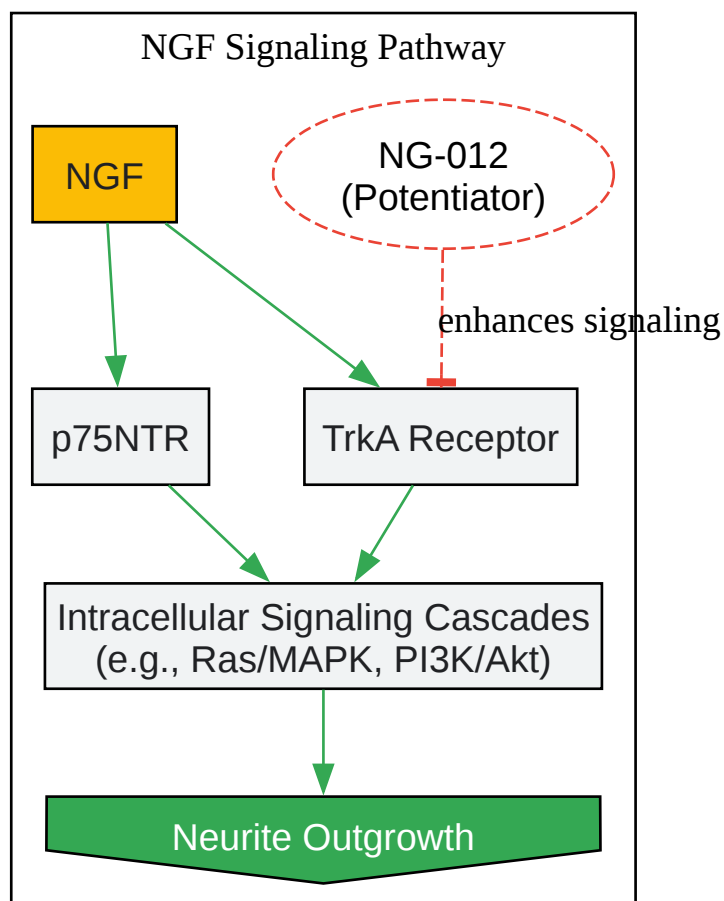 NGF Signaling Pathway
NGF
NG-012
(Potentiator)
enhances signaling
p75NTR
TrkA Receptor
Intracellular Signaling Cascades
(e.g., Ras/MAPK, PI3K/Akt)
Neurite Outgrowth